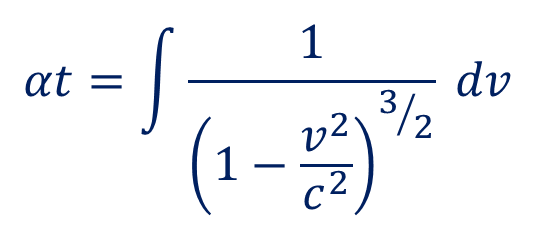 αt = ∫ 1 / (1 − v²/c²)^(3/2) dv